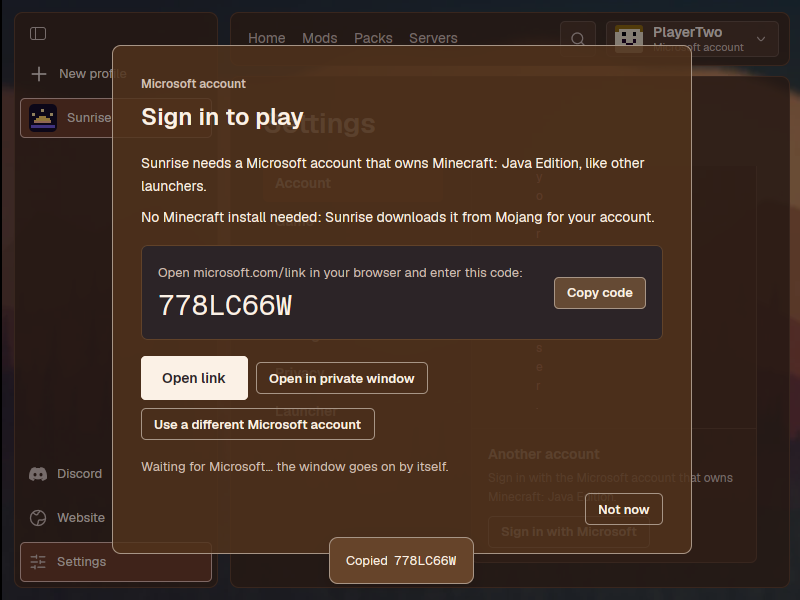 Home Mods Packs Servers
PlayerTwo
Microsoft account
New profile
Sunrise
Microsoft account
Sign in to play
Settings
Sunrise needs a Microsoft account that owns Minecraft: Java Edition, like other
launchers.
Account
No Minecraft install needed: Sunrise downloads it from Mojang for your account.
Open microsoft.com/link in your browser and enter this code:
778LC66W
Copy code
Open link
Open in private window
Privacy
Launcher
Use a different Microsoft account
Waiting for Microsoft... the window goes on by itself.
Another account
Sign in with the Microsoft account that owns
Minecraft: Java Edition.
Not now
Sign in with Microsoft
Discord
Website
Settings
Copied 778LC66W